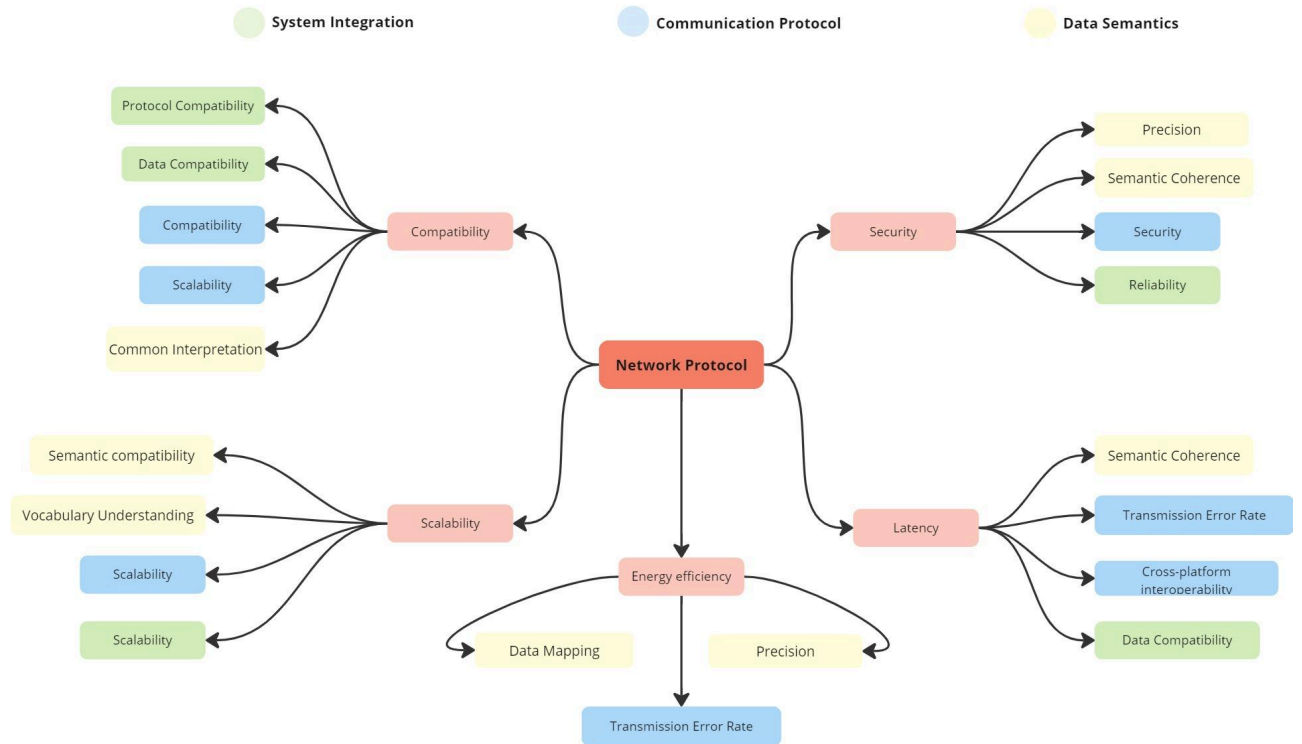 System Integration
Communication Protocol
Data Semantics
Protocol Compatibility
Data Compatibility
Compatibility
Scalability
Common Interpretation
Compatibility
Precision
Semantic Coherence
Security
Reliability
Security
Network Protocol
Semantic compatibility
Vocabulary Understanding
Scalability
Scalability
Scalability
Energy efficiency
Data Mapping
Precision
Transmission Error Rate
Latency
Semantic Coherence
Transmission Error Rate
Cross-platform
interoperability
Data Compatibility